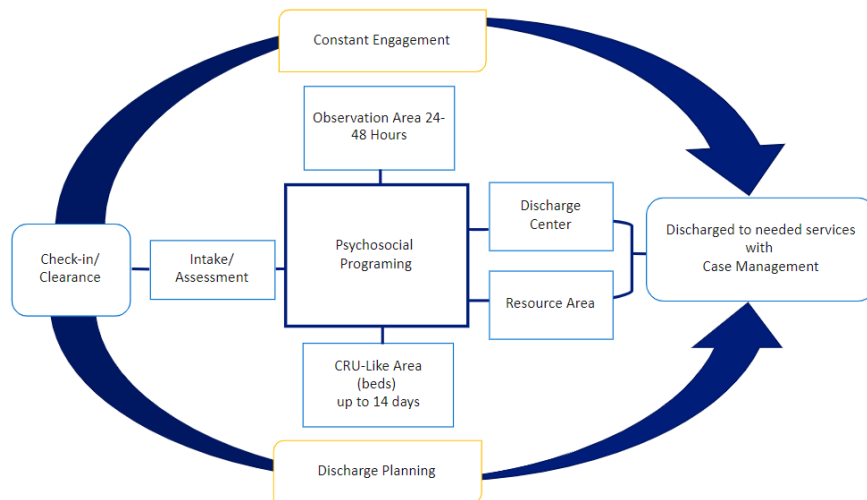 Constant Engagement
Observation Area 24-
48 Hours
Check-in/
Clearance
Intake/
Assessment
Psychosocial
Programing
Discharge
Center
Resource Area
Discharged to needed services
with
Case Management
CRU-Like Area
(beds)
up to 14 days
Discharge Planning